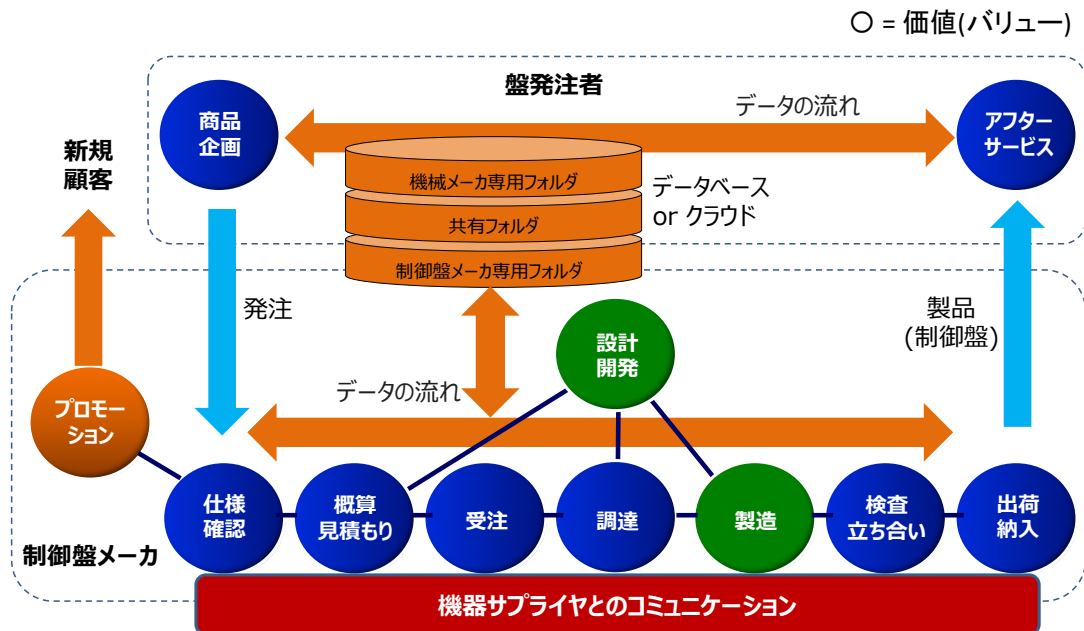 〇 = 価値(バリュー)
盤発注者
商品
企画
データの流れ
アフター
サービス
新規
顧客
機械メーカ専用フォルダ
共有フォルダ
制御盤メーカ専用フォルダ
データベース
or クラウド
発注
製品
(制御盤)
設計
開発
データの流れ
プロモー
ション
仕様
確認
概算
見積もり
受注
調達
製造
検査
立ち合い
出荷
納入
制御盤メーカ
機器サプライヤとのコミュニケーション